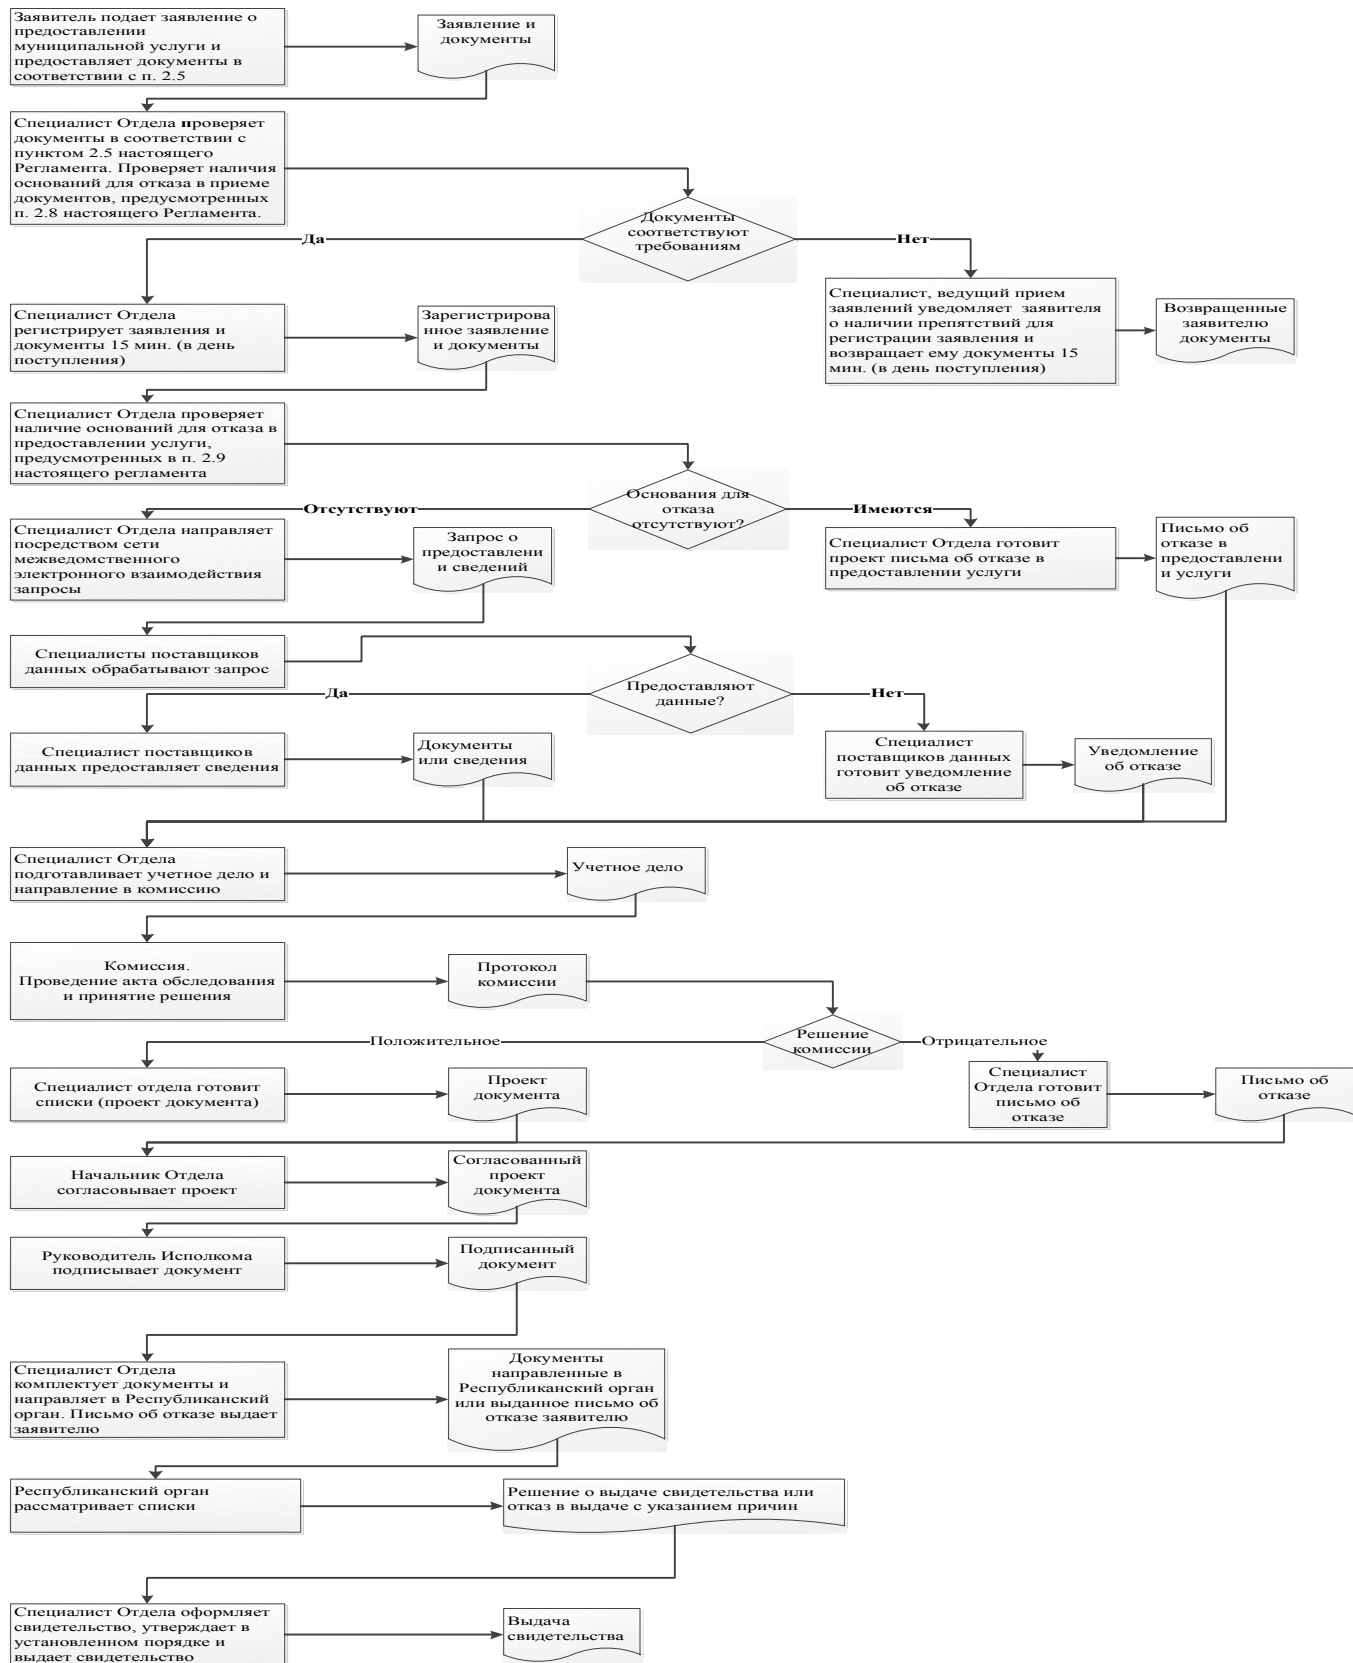 Заявитель подает заявление о
предоставлении
муниципальной услуги и
предоставляет документы в
соответствии с п. 2.5
Заявление и
документы
Специалист Отдела проверяет
документы в соответствии с
пунктом 2.5 настоящего
Регламента. Проверяет наличия
оснований для отказа в приеме
документов, предусмотренных
п. 2.8 настоящего Регламента.
Документы
соответствуют
требованиям
Да
Нет
Специалист Отдела
регистрирует заявления и
документы 15 мин. (в день
поступления)
Зарегистрирова
нное заявление
и документы
Специалист, ведущий прием
заявлений уведомляет заявителя
о наличии препятствий для
регистрации заявления и
возвращает ему документы 15
мин. (в день поступления)
Возвращенные
заявителю
документы
Специалист Отдела проверяет
наличие оснований для отказа в
предоставлении услуги,
предусмотренных в п. 2.9
настоящего регламента
Основания для
отказа
отсутствуют?
Отсутствуют
Имеются
Специалист Отдела направляет
посредством сети
межведомственного
электронного взаимодействия
запросы
Запрос о
предоставлени
и сведений
Специалист Отдела готовит
проект письма об отказе в
предоставлении услуги
Письмо об
отказе в
предоставлени
и услуги
Специалисты поставщиков
данных обрабатывают запрос
Предоставляют
данные?
Да
Нет
Специалист поставщиков
данных предоставляет сведения
Документы
или сведения
Специалист
поставщиков данных
готовит уведомление
об отказе
Уведомление
об отказе
Специалист Отдела
подготавливает учетное дело и
направление в комиссию
Учетное дело
Комиссия.
Проведение акта обследования
и принятие решения
Протокол
комиссии
Решение
комиссии
Положительное
Отрицательное
Специалист отдела готовит
списки (проект документа)
Проект
документа
Специалист
Отдела готовит
письмо об
отказе
Письмо об
отказе
Начальник Отдела
согласовывает проект
Согласованный
проект
документа
Руководитель Исполкома
подписывает документ
Подписанный
документ
Специалист Отдела
комплектует документы и
направляет в Республиканский
орган. Письмо об отказе выдает
заявителю
Документы
направленные в
Республиканский орган
или выданное письмо об
отказе заявителю
Республиканский орган
рассматривает списки
Решение о выдаче свидетельства или
отказ в выдаче с указанием причин
Специалист Отдела оформляет
свидетельство, утверждает в
установленном порядке и
выдает свидетельство
Выдача
свидетельства